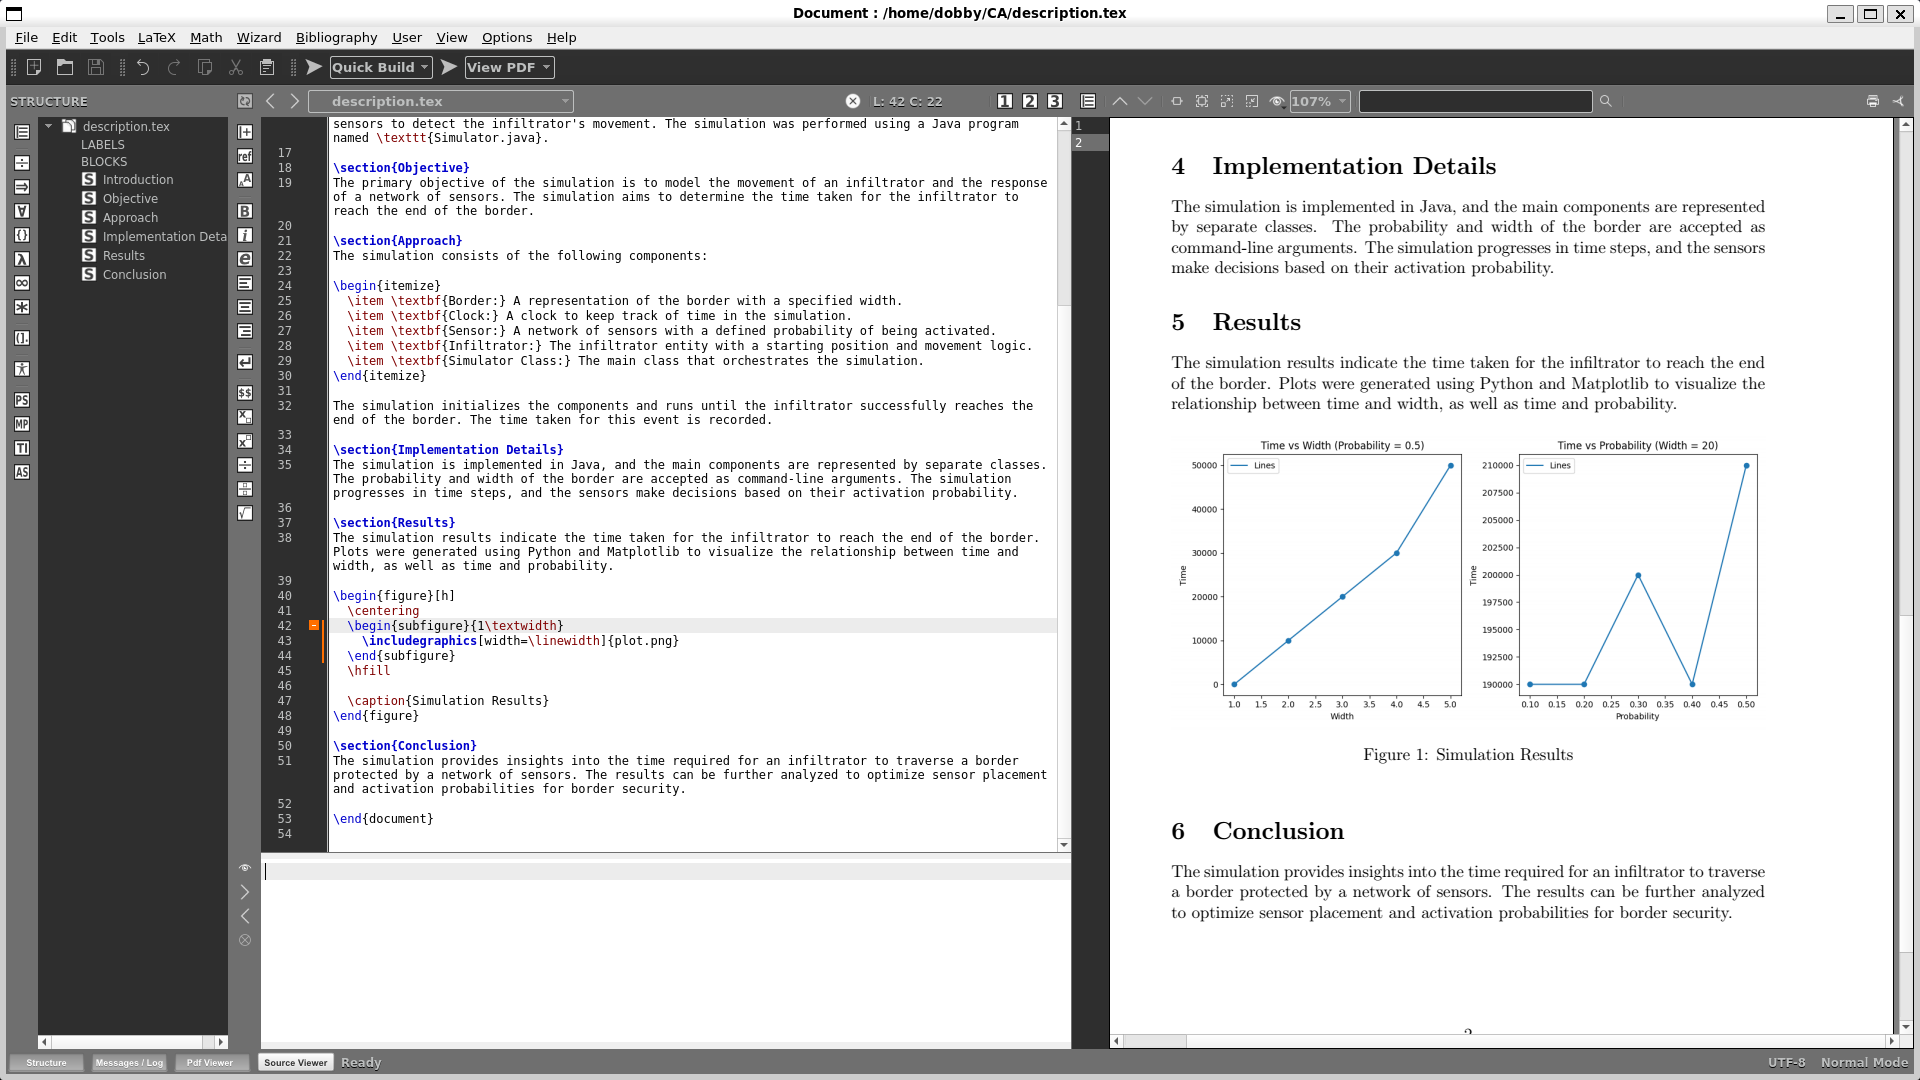 Document : /home/dobby/CA/description.tex
File Edit Tools LaTeX Math Wizard Bibliography User View Options Help
Quick Build View PDF
STRUCTURE
description.tex
L: 42 C: 22
1 2 3
107%
description.tex
LABELS
BLOCKS
S Introduction
S Objective
S Approach
S Implementation Deta
S Results
S Conclusion
ref
B
i
e
$$
PS
MP
TI
AS
sensors to detect the infiltrator's movement. The simulation was performed using a Java program
named \texttt{Simulator.java}.
17
18 \section{Objective}
19 The primary objective of the simulation is to model the movement of an infiltrator and the response
of a network of sensors. The simulation aims to determine the time taken for the infiltrator to
reach the end of the border.
20
21 \section{Approach}
22 The simulation consists of the following components:
23
24 \begin{itemize}
25 \item \textbf{Border:} A representation of the border with a specified width.
26 \item \textbf{Clock:} A clock to keep track of time in the simulation.
27 \item \textbf{Sensor:} A network of sensors with a defined probability of being activated.
28 \item \textbf{Infiltrator:} The infiltrator entity with a starting position and movement logic.
29 \item \textbf{Simulator Class:} The main class that orchestrates the simulation.
30 \end{itemize}
31
32 The simulation initializes the components and runs until the infiltrator successfully reaches the
end of the border. The time taken for this event is recorded.
33
34 \section{Implementation Details}
35 The simulation is implemented in Java, and the main components are represented by separate classes.
The probability and width of the border are accepted as command-line arguments. The simulation
progresses in time steps, and the sensors make decisions based on their activation probability.
36
37 \section{Results}
38 The simulation results indicate the time taken for the infiltrator to reach the end of the border.
Plots were generated using Python and Matplotlib to visualize the relationship between time and
width, as well as time and probability.
39
40 \begin{figure}[h]
41 \centering
42 \begin{subfigure}{1\textwidth}
43 \includegraphics[width=\linewidth]{plot.png}
44 \end{subfigure}
45 \hfill
46
47 \caption{Simulation Results}
48 \end{figure}
49
50 \section{Conclusion}
51 The simulation provides insights into the time required for an infiltrator to traverse a border
protected by a network of sensors. The results can be further analyzed to optimize sensor placement
and activation probabilities for border security.
52
53 \end{document}
54
1
2
4 Implementation Details
The simulation is implemented in Java, and the main components are represented
by separate classes. The probability and width of the border are accepted as
command-line arguments. The simulation progresses in time steps, and the sensors
make decisions based on their activation probability.
5 Results
The simulation results indicate the time taken for the infiltrator to reach the end
of the border. Plots were generated using Python and Matplotlib to visualize the
relationship between time and width, as well as time and probability.
Time vs Width (Probability = 0.5)
Lines
50000
40000
30000
20000
10000
0
Time
1.0 1.5 2.0 2.5 3.0 3.5 4.0 4.5 5.0
Width
Time vs Probability (Width = 20)
Lines
210000
207500
205000
202500
200000
197500
195000
192500
190000
Time
0.10 0.15 0.20 0.25 0.30 0.35 0.40 0.45 0.50
Probability
Figure 1: Simulation Results
6 Conclusion
The simulation provides insights into the time required for an infiltrator to traverse
a border protected by a network of sensors. The results can be further analyzed
to optimize sensor placement and activation probabilities for border security.
Structure Messages / Log Pdf Viewer Source Viewer Ready
UTF-8 Normal Mode